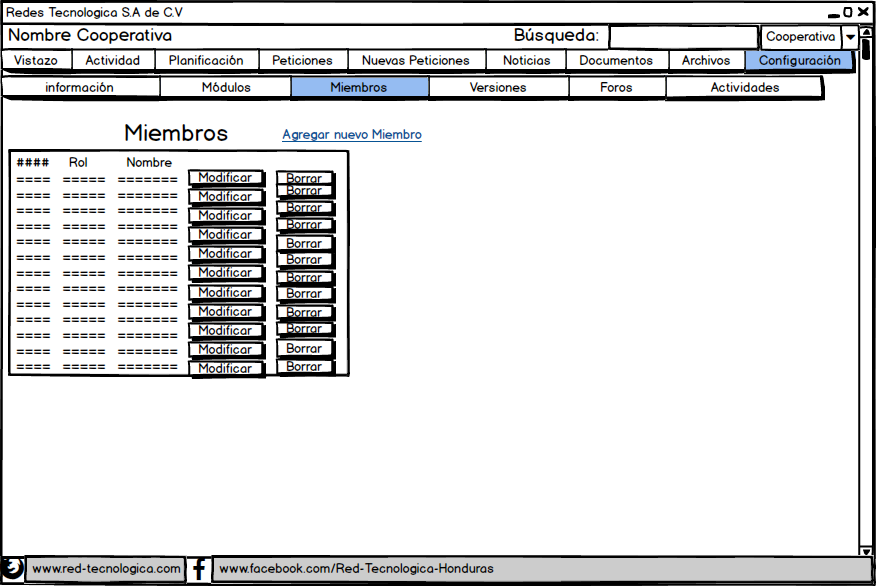 Redes Tecnologica S.A de C.V
Nombre Cooperativa Búsqueda: Cooperativa
Vistazo Actividad Planificación Peticiones Nuevas Peticiones Noticias Documentos Archivos Configuración
información Módulos Miembros Versiones Foros Actividades
Miembros Agregar nuevo Miembro
#### Rol Nombre
==== ===== ======= Modificar Borrar
==== ===== ======= Modificar Borrar
==== ===== ======= Modificar Borrar
==== ===== ======= Modificar Borrar
==== ===== ======= Borrar
==== ===== ======= Modificar Borrar
==== ===== ======= Modificar Borrar
==== ===== ======= Modificar Borrar
==== ===== ======= Modificar Borrar
==== ===== =======
==== ===== ======= Modificar Borrar
==== ===== ======= Modificar Borrar
==== ===== ======= Modificar Borrar
www.red-tecnologica.com f www.facebook.com/Red-Tecnologica-Honduras